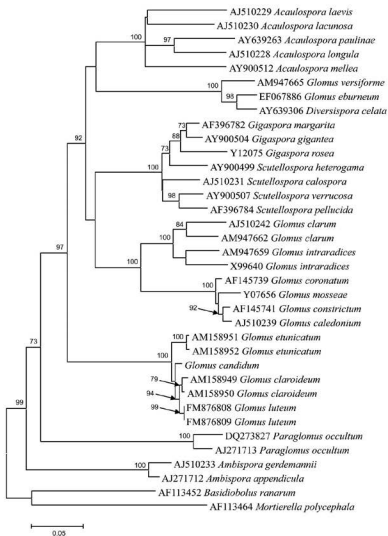 AJ510229 Acaulospora laevis
AJ510230 Acaulospora lacunosa
100
97
AY639263 Acaulospora paulinae
AJ510228 Acaulospora longula
AY900512 Acaulospora mellea
AM947665 Glomus versiforme
100
98
EF067886 Glomus eburneum
AY639306 Diversispora celata
73
AF396782 Gigaspora margarita
92
88
AY900504 Gigaspora gigantea
73
Y12075 Gigaspora rosea
AY900499 Scutellospora heterogama
100
AJ510231 Scutellospora calospora
98
AY900507 Scutellospora verrucosa
AF396784 Scutellospora pellucida
84
AJ510242 Glomus clarum
AM947662 Glomus clarum
100
AM947659 Glomus intraradices
97
X99640 Glomus intraradices
100
AF145739 Glomus coronatum
Y07656 Glomus mosseae
92
AF145741 Glomus constrictum
AJ510239 Glomus caledonium
100
AM158951 Glomus etunicatum
73
AM158952 Glomus etunicatum
100
Glomus candidum
79
AM158949 Glomus claroideum
94
AM158950 Glomus claroideum
99
FM876808 Glomus luteum
99
FM876809 Glomus luteum
100
DQ273827 Paraglomus occultum
AJ271713 Paraglomus occultum
100
AJ510233 Ambispora gerdemannii
AJ271712 Ambispora appendicula
AF113452 Basidiobolus ranarum
AF113464 Mortierella polycephala
0.05